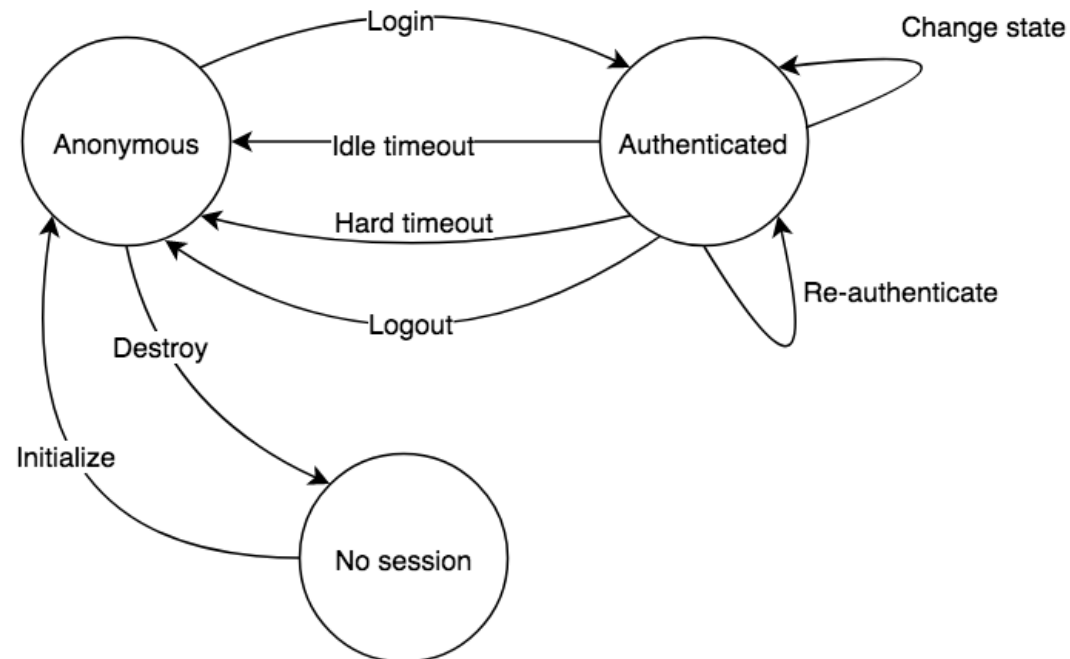 Login
Change state
Anonymous
Idle timeout
Authenticated
Hard timeout
Re-authenticate
Logout
Destroy
Initialize
No session